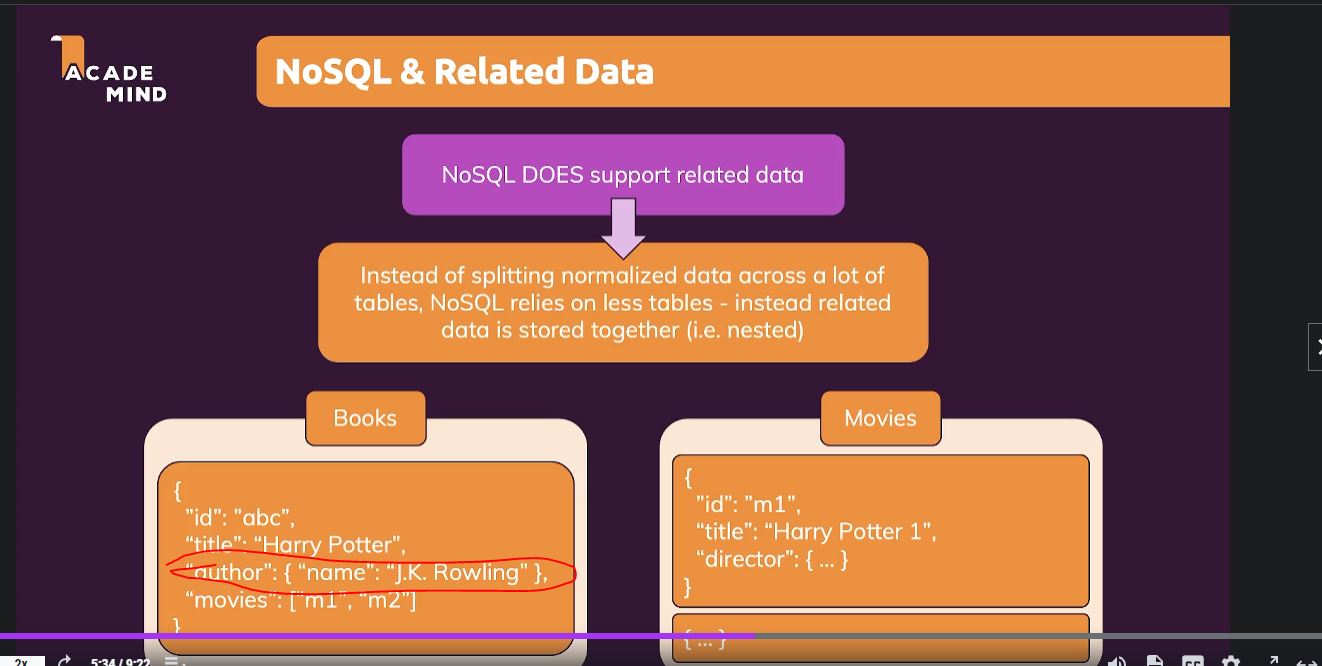 ACADE
MIND
NoSQL & Related Data
NoSQL DOES support related data
Instead of splitting normalized data across a lot of
tables, NoSQL relies on less tables - instead related
data is stored together (i.e. nested)
Books
Movies
{
”id”: ”abc”,
“title”: “Harry Potter”,
“author”: { “name”: “J.K. Rowling” },
“movies”: [“m1”, “m2”]
}
{
”id”: ”m1”,
“title”: “Harry Potter 1”,
“director”: { ... }
}
{ ... }
2x
5:34 / 9:22
CC